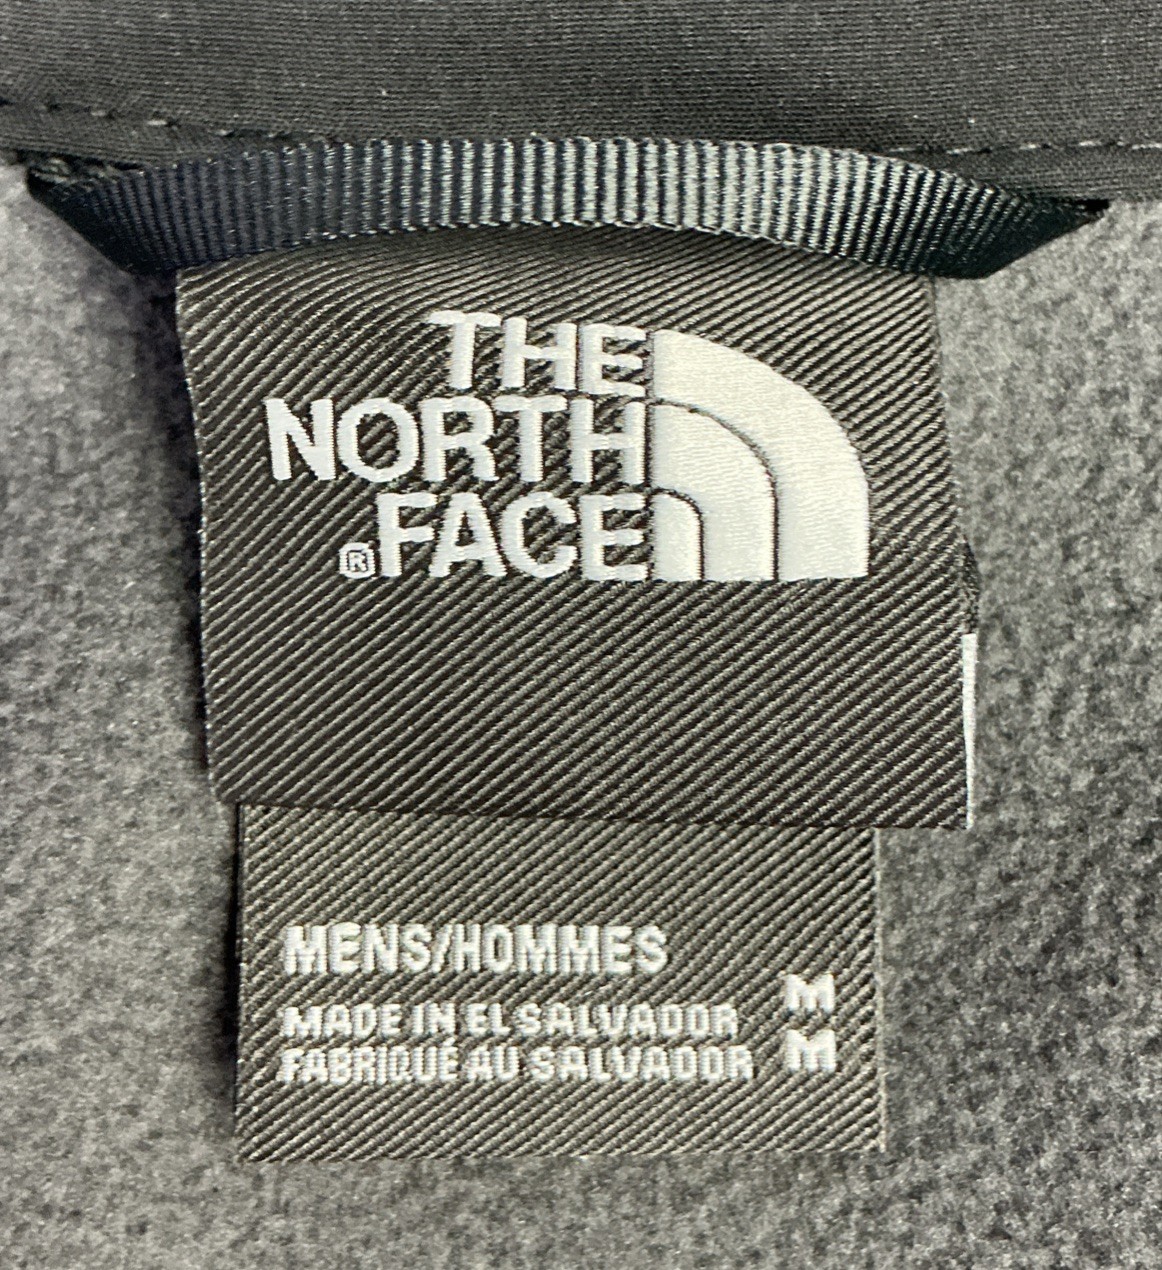 THE
NORTH
®FACE
MENS/HOMMES
MADE IN EL SALVADOR M
FABRIQUÉ AU SALVADOR M